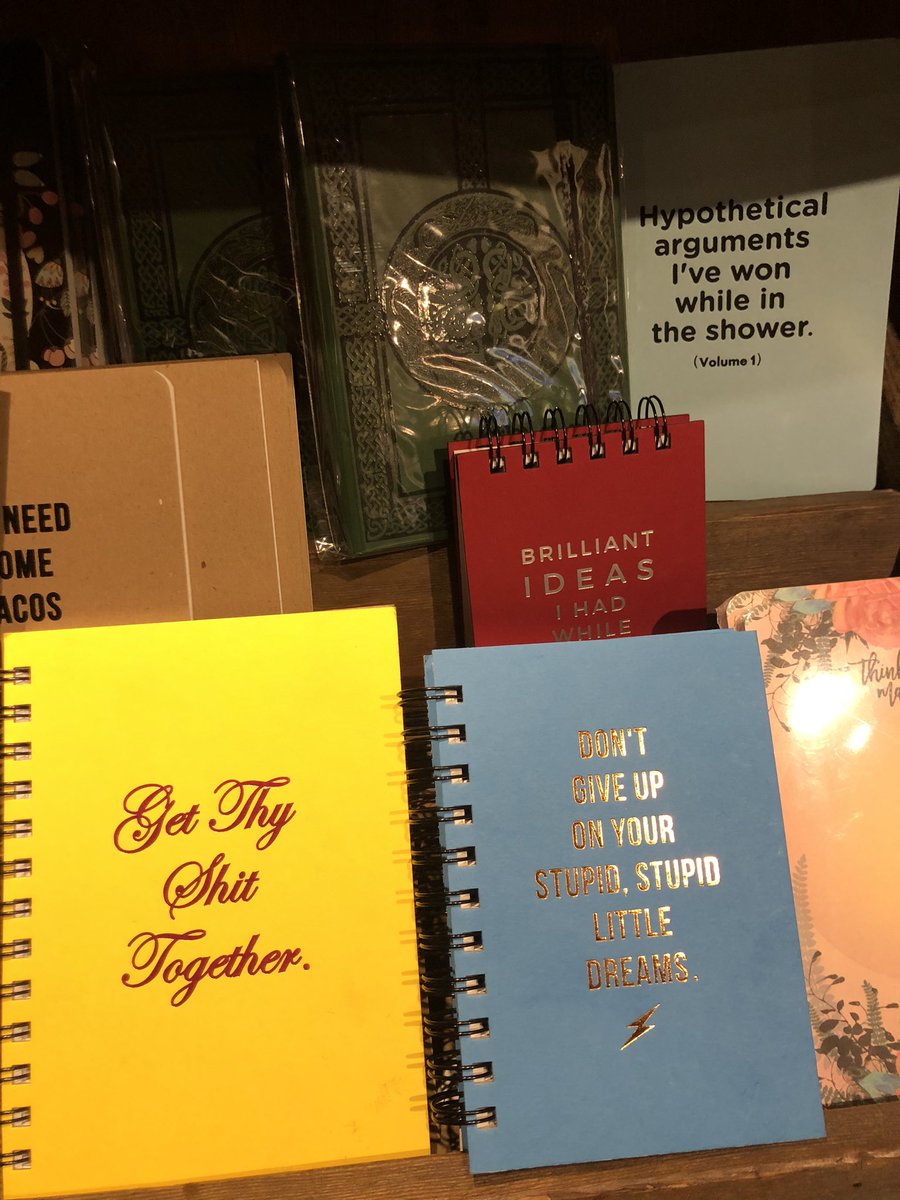 Hypothetical
arguments
I've won
while in
the shower.
(Volume 1)
NEED
OME
ACOS
BRILLIANT
IDEAS
I HAD
WHILE
Get Thy
Shit
Together.
DON'T
GIVE UP
ON YOUR
STUPID, STUPID
LITTLE
DREAMS.